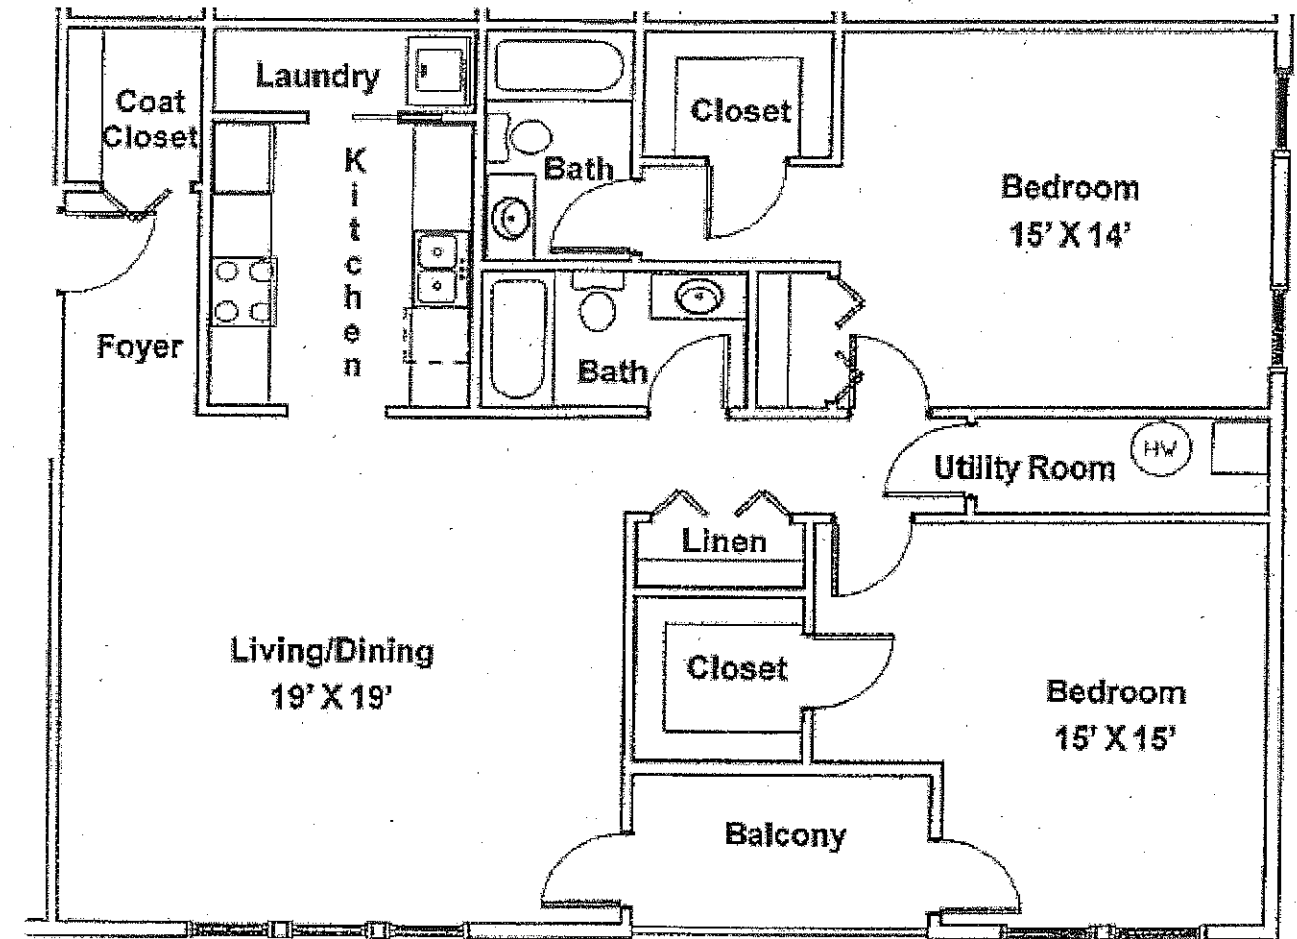 Laundry
Coat
Closet
Closet
Kitchen
Bath
Bedroom
15' X 14'
Foyer
Bath
HW
Utility Room
Linen
Living/Dining
19' X 19'
Closet
Bedroom
15' X 15'
Balcony